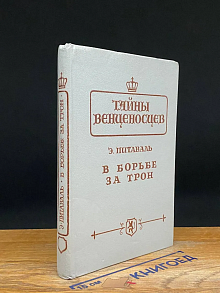 ТАЙНЫ
ВЕНЦЕНОСЦЕВ
Э. ПИТАВАЛЬ
В БОРЬБЕ
ЗА ТРОН
Э. ПИТАВАЛЬ • В БОРЬБЕ ЗА ТРОН
КНИГОЕД